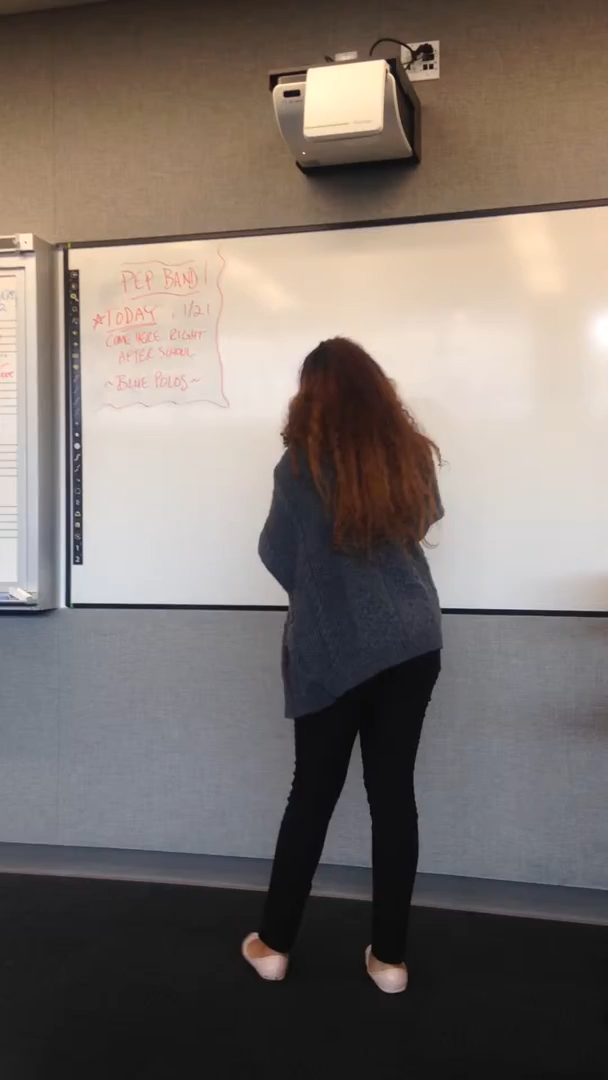 PEP BAND!
TODAY, 1/21
COME HERE RIGHT
AFTER SCHOOL
~BLUE POLOS~